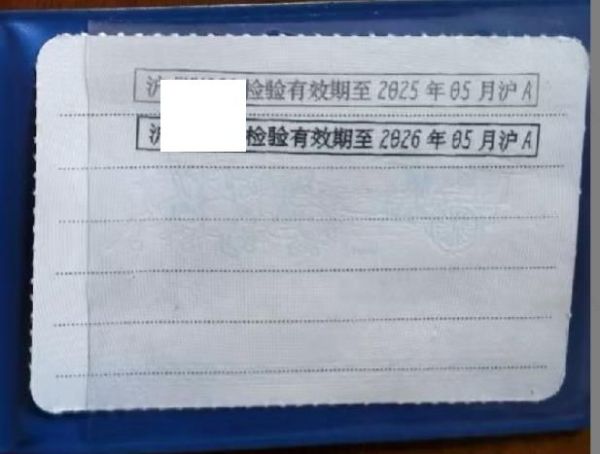 沪 检验有效期至 2025 年 05 月沪 A
沪 检验有效期至 2026 年 05 月沪 A